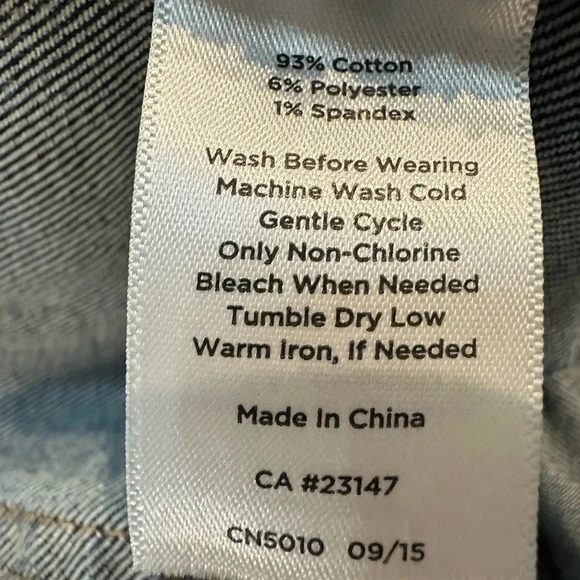 93% Cotton
6% Polyester
1% Spandex
Wash Before Wearing
Machine Wash Cold
Gentle Cycle
Only Non-Chlorine
Bleach When Needed
Tumble Dry Low
Warm Iron, If Needed
Made In China
CA #23147
CN5010 09/15